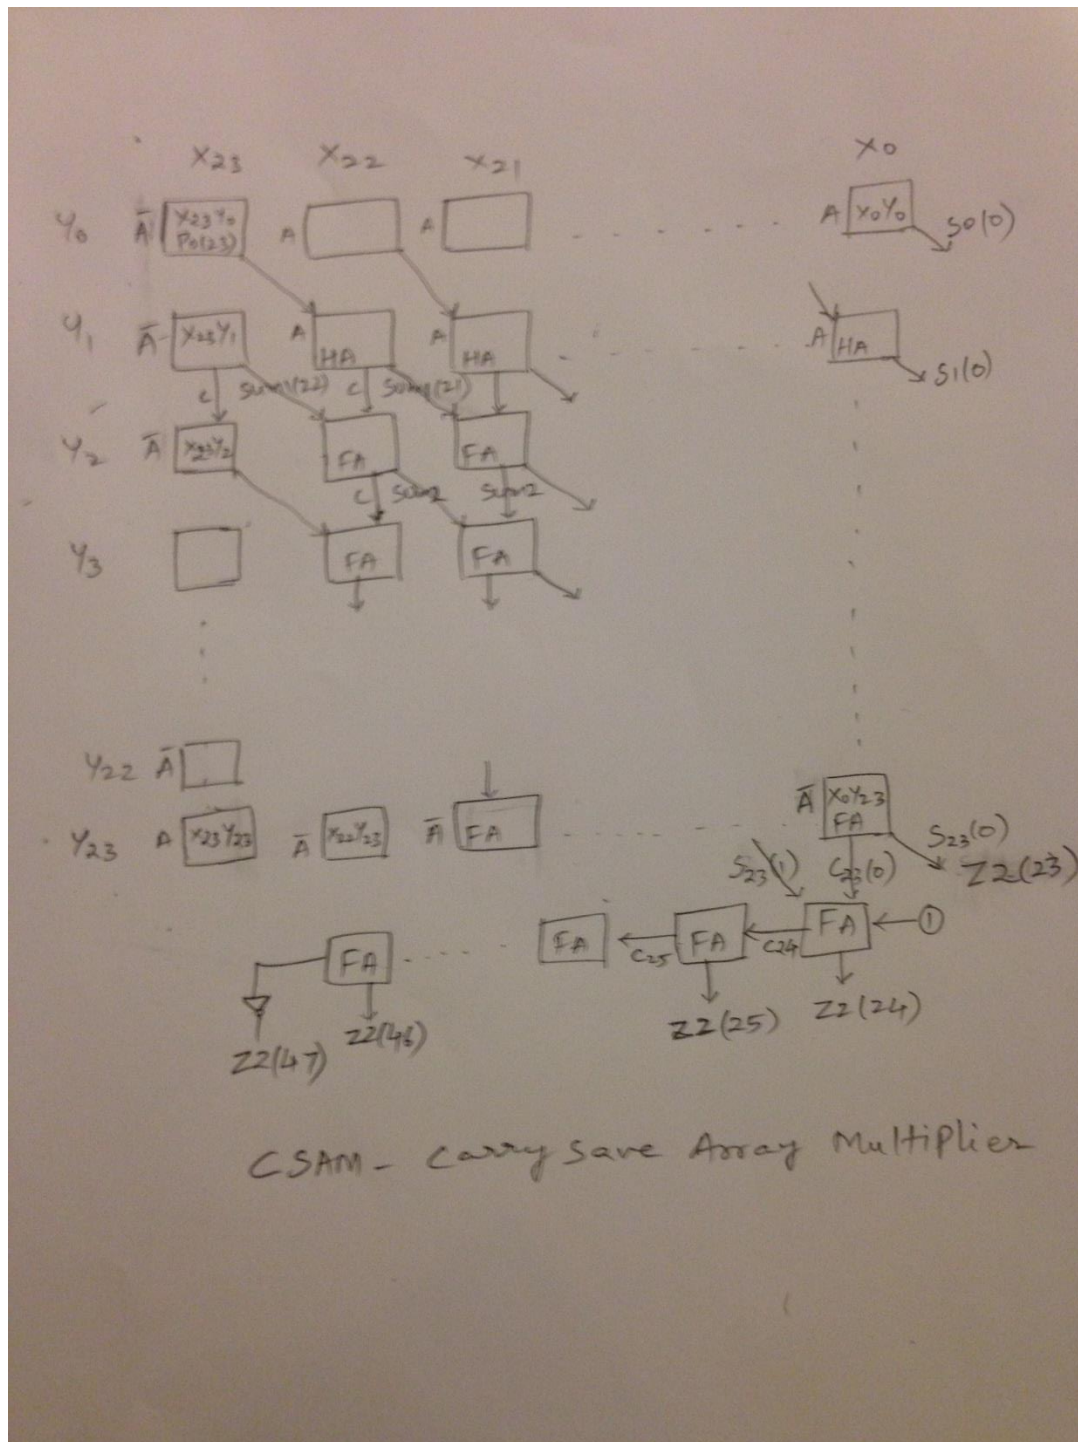 X23 X22 X21 X0
Y0 Ā X23Y0 A A A X0Y0 S0(0)
P0(23)
Y1 Ā X23Y1 A HA A HA A HA S1(0)
C Sum1(22) C Sum1(21)
Y2 Ā X23Y2 FA FA
C Sum2 Sum2
Y3 FA FA
Y22 Ā
Ā X0Y23
FA
Y23 A X23Y23 Ā X22Y23 Ā FA S23(0)
S23(1) C23(0) Z2(23)
FA FA C25 FA C24 FA 1
Z2(47) Z2(46) Z2(25) Z2(24)
CSAM - Carry Save Array Multiplier